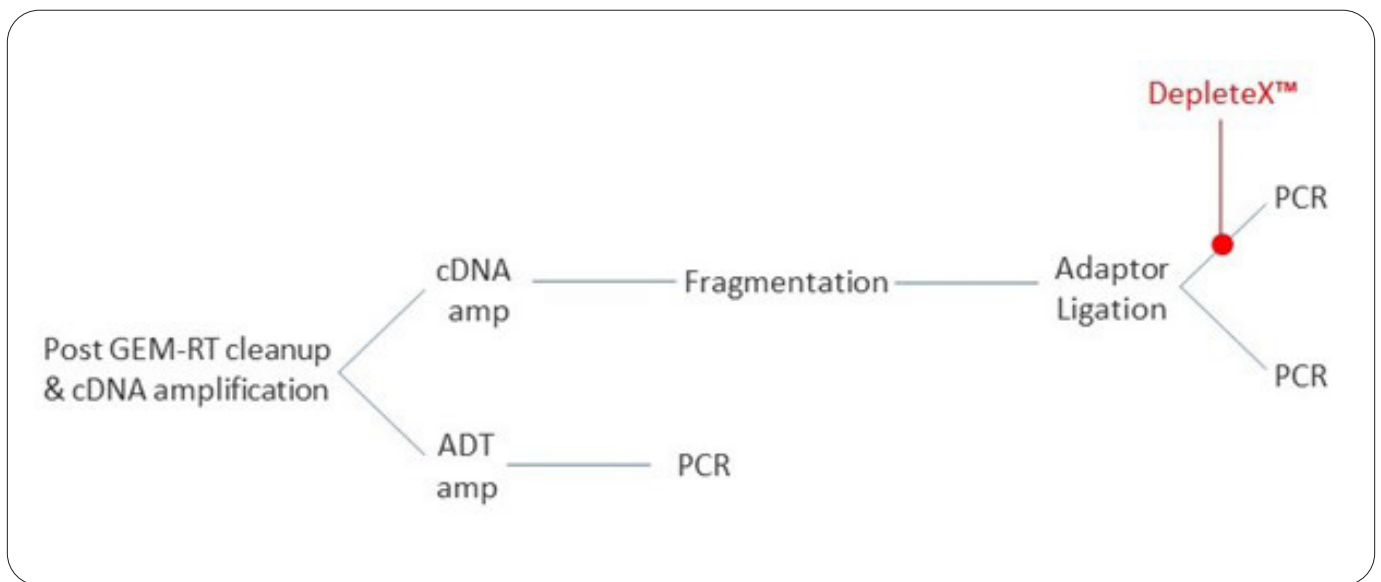 DepleteX™
PCR
cDNA
amp
Fragmentation
Adaptor
Ligation
Post GEM-RT cleanup
& cDNA amplification
PCR
ADT
amp
PCR